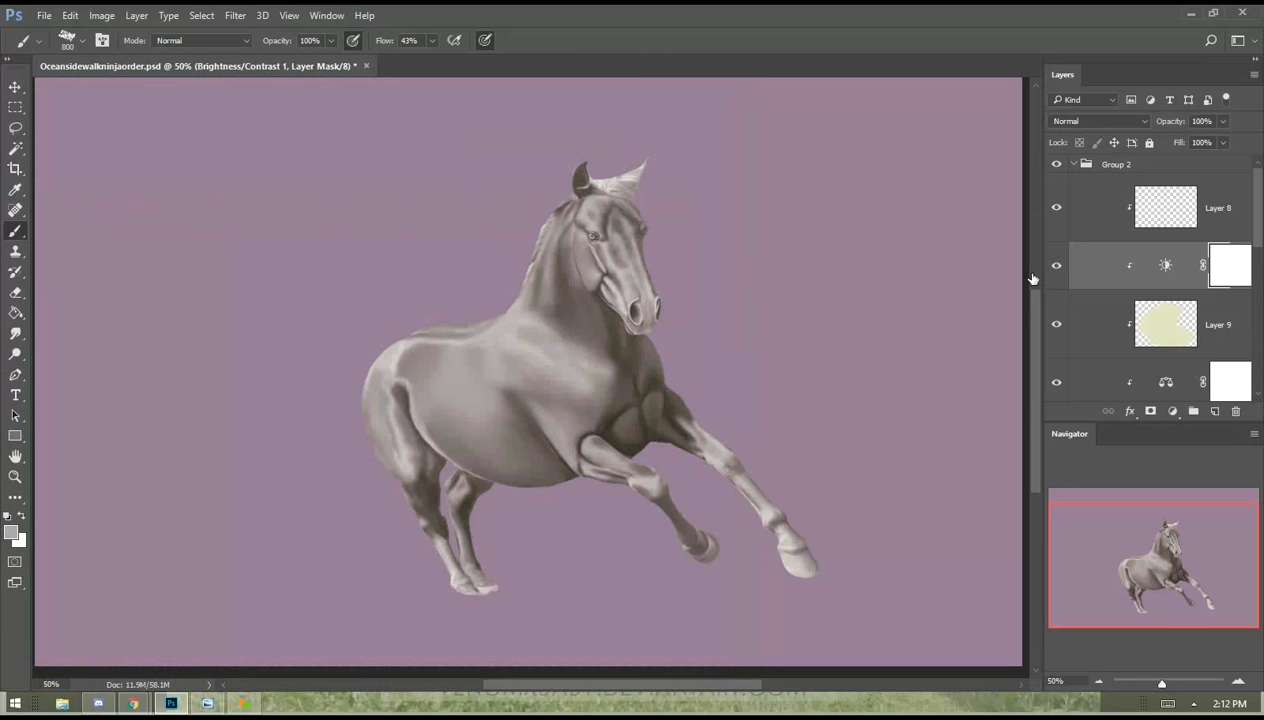 Ps File Edit Image Layer Type Select Filter 3D View Window Help
800 Mode: Normal Opacity: 100% Flow: 43%
Oceansidewalkninjaorder.psd @ 50% (Brightness/Contrast 1, Layer Mask/8) * ×
Layers
Kind
Normal Opacity: 100%
Lock: Fill: 100%
Group 2
Layer 8
Layer 9
fx
Navigator
50% Doc: 11.9M/58.1M
50%
Ps 2:12 PM